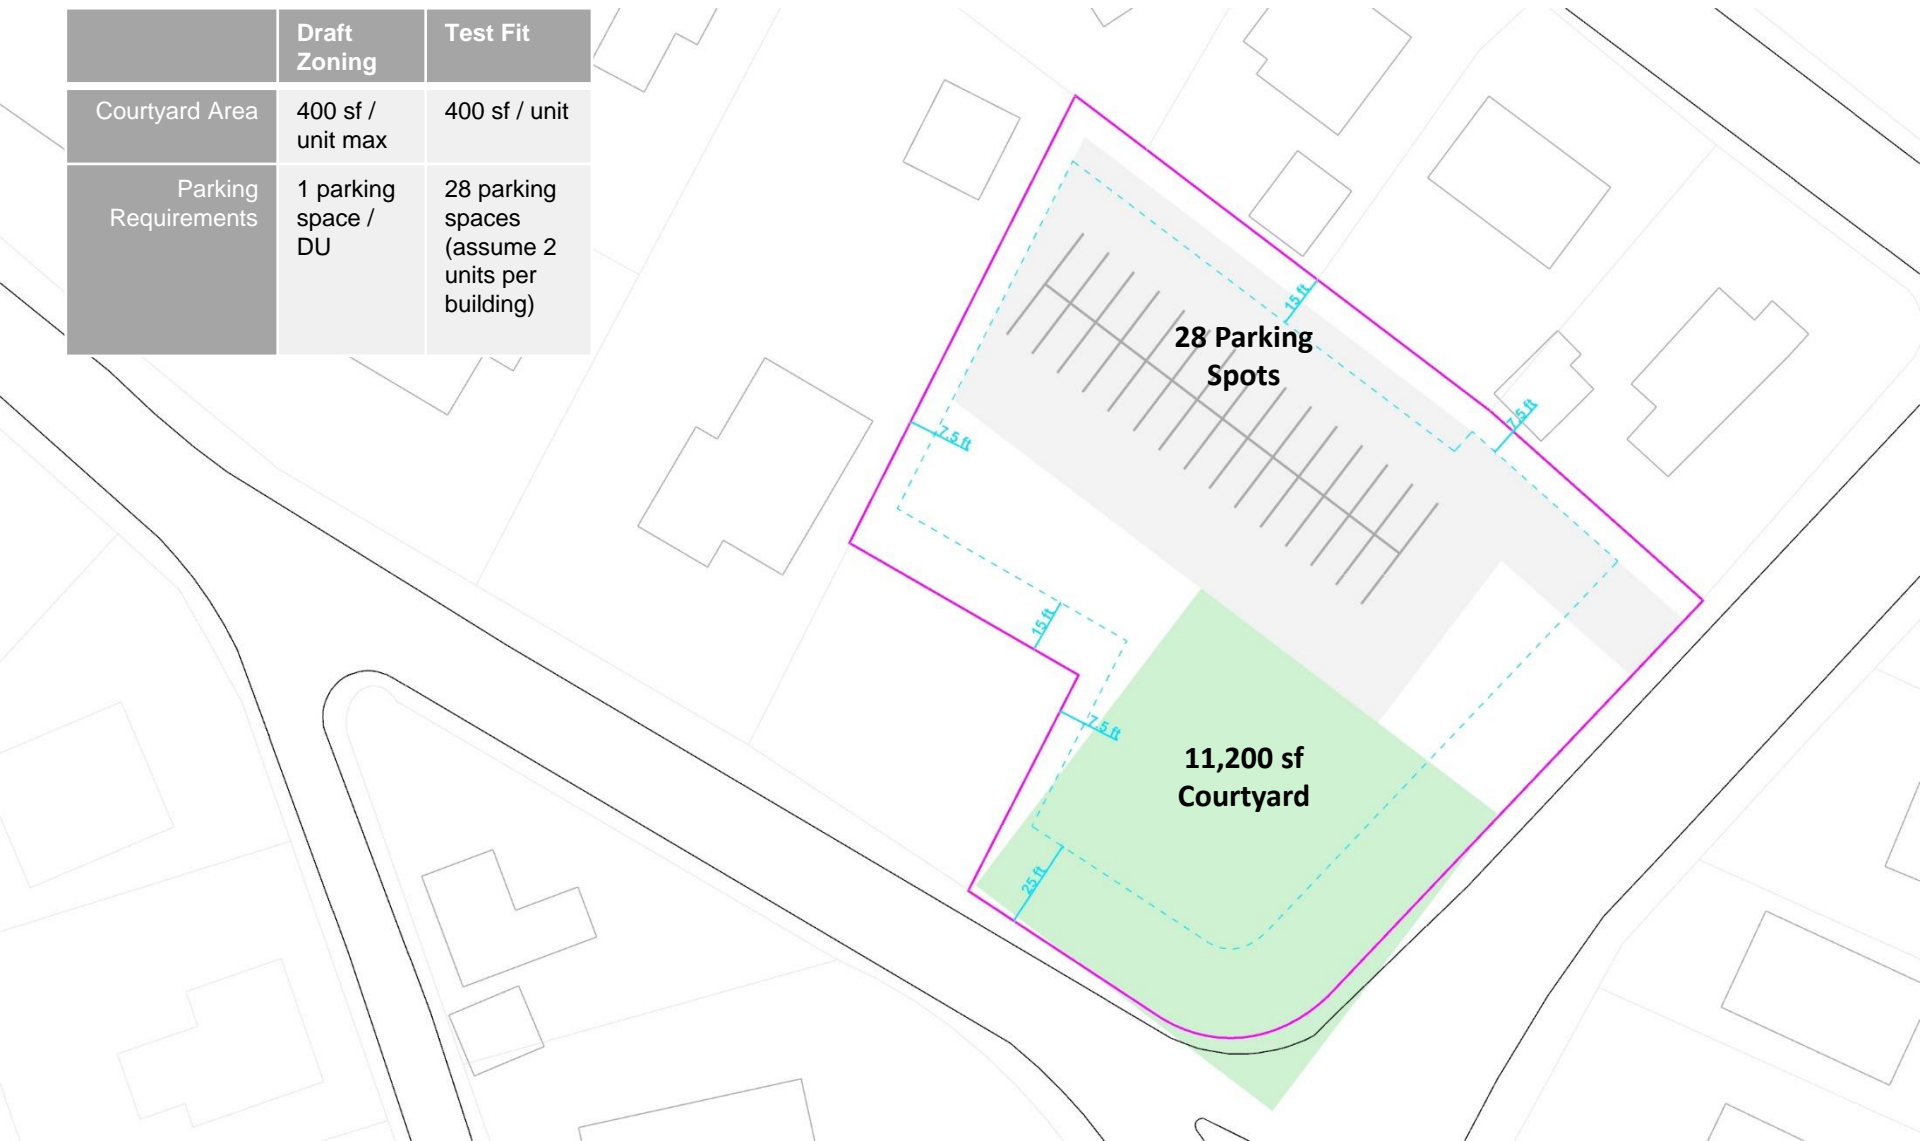 Draft
Zoning
Test Fit
Courtyard Area
400 sf /
unit max
400 sf / unit
Parking
Requirements
1 parking
space /
DU
28 parking
spaces
(assume 2
units per
building)
15 ft
28 Parking
Spots
7.5 ft
7.5 ft
15 ft
7.5 ft
11,200 sf
Courtyard
25 ft